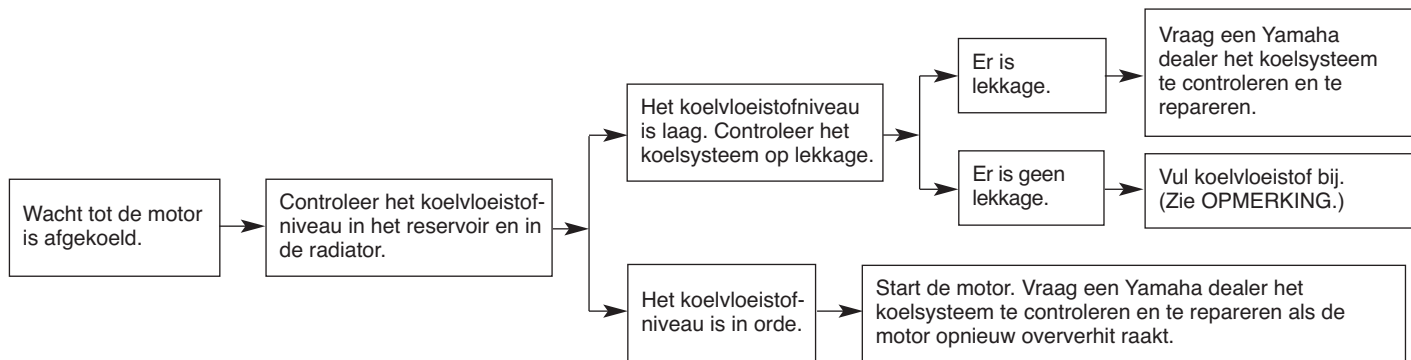 Wacht tot de motor
is afgekoeld.
Controleer het koelvloeistof-
niveau in het reservoir en in
de radiator.
Het koelvloeistofniveau
is laag. Controleer het
koelsysteem op lekkage.
Er is
lekkage.
Vraag een Yamaha
dealer het koelsysteem
te controleren en te
repareren.
Er is geen
lekkage.
Vul koelvloeistof bij.
(Zie OPMERKING.)
Het koelvloeistof-
niveau is in orde.
Start de motor. Vraag een Yamaha dealer het
koelsysteem te controleren en te repareren als de
motor opnieuw oververhit raakt.